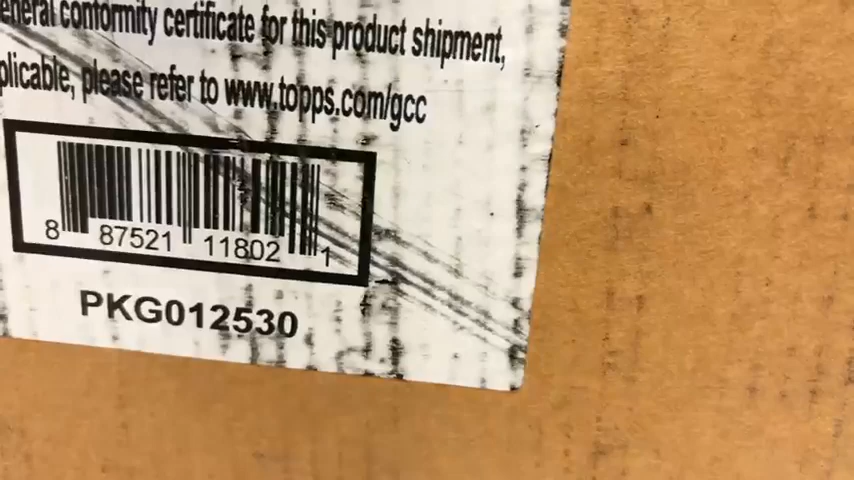 eneral conformity certificate for this product shipment,
plicable, please refer to www.topps.com/gcc
8 87521 11802 1
PKG012530